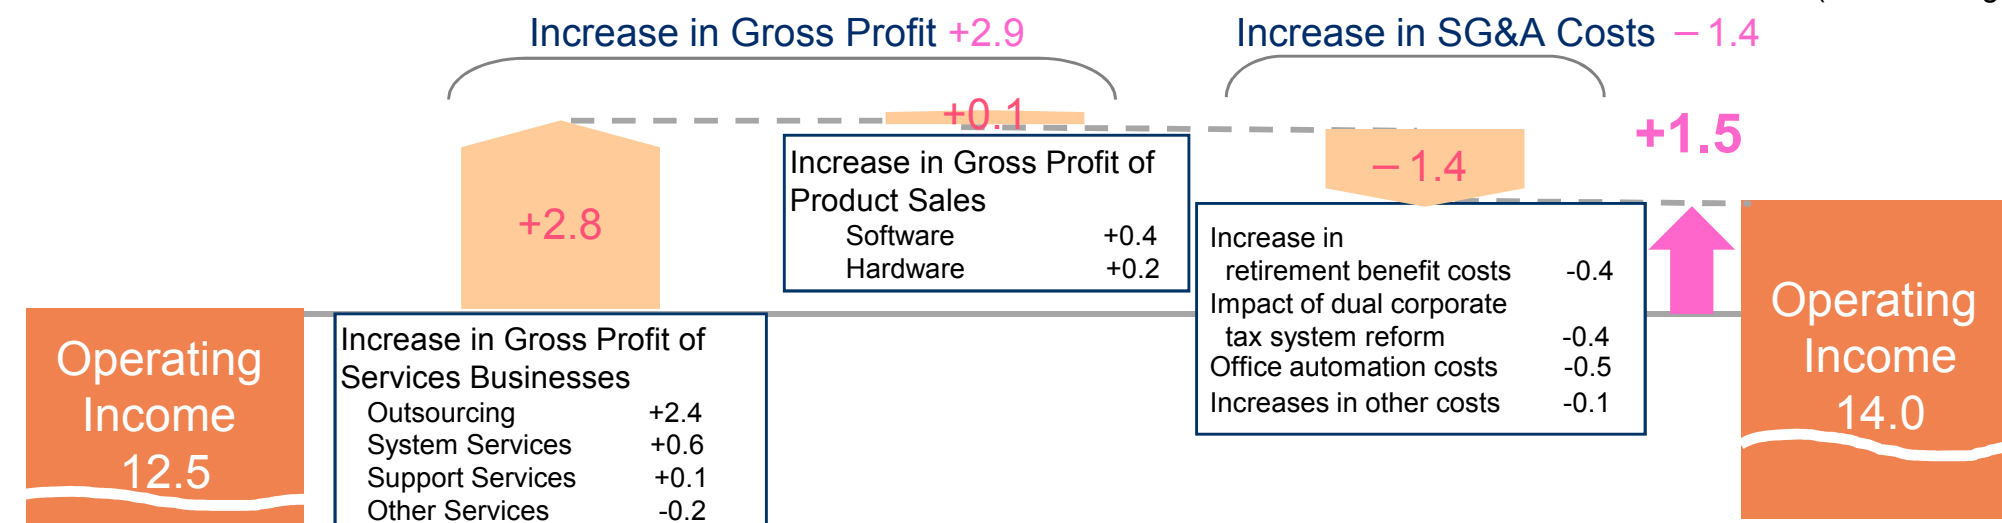 Increase in Gross Profit +2.9
Increase in SG&A Costs －1.4
+0.1
+1.5
Increase in Gross Profit of
Product Sales
Software +0.4
Hardware +0.2
－1.4
+2.8
Increase in
retirement benefit costs -0.4
Impact of dual corporate
tax system reform -0.4
Office automation costs -0.5
Increases in other costs -0.1
Operating
Income
12.5
Increase in Gross Profit of
Services Businesses
Outsourcing +2.4
System Services +0.6
Support Services +0.1
Other Services -0.2
Operating
Income
14.0